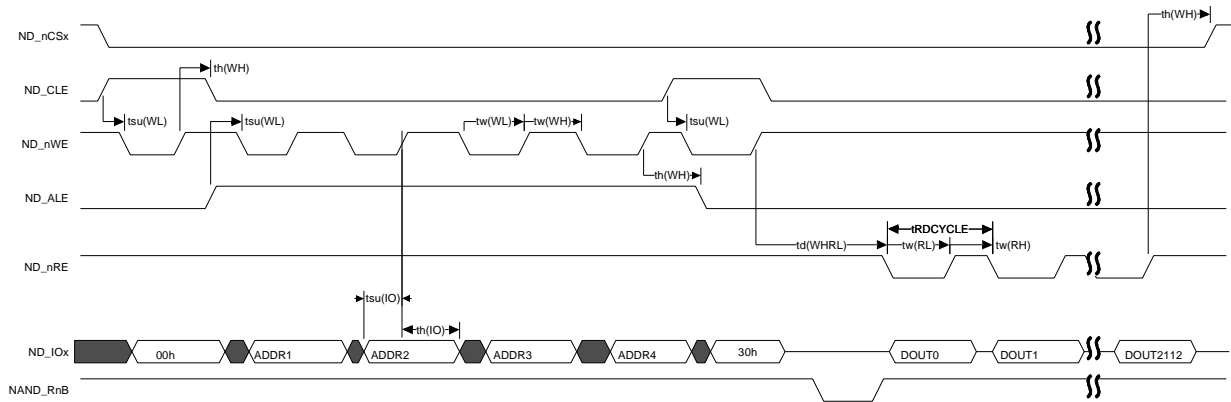 th(WH)
ND_nCSx
ND_CLE
th(WH)
tsu(WL) tsu(WL) tw(WL) tw(WH) tsu(WL)
ND_nWE
th(WH)
ND_ALE
tRDCYCLE
td(WHRL) tw(RL) tw(RH)
ND_nRE
tsu(IO)
th(IO)
ND_IOx 00h ADDR1 ADDR2 ADDR3 ADDR4 30h DOUT0 DOUT1 DOUT2112
NAND_RnB